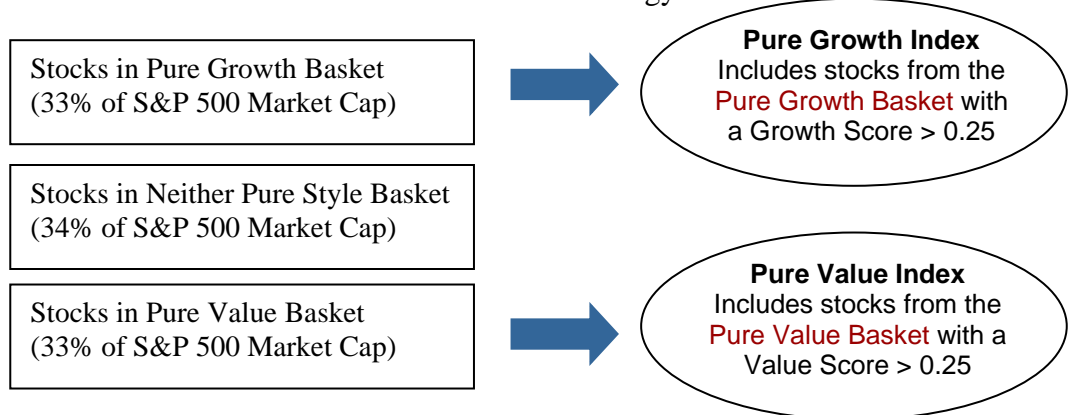 Stocks in Pure Growth Basket
(33% of S&P 500 Market Cap)
Pure Growth Index
Includes stocks from the
Pure Growth Basket with
a Growth Score > 0.25
Stocks in Neither Pure Style Basket
(34% of S&P 500 Market Cap)
Stocks in Pure Value Basket
(33% of S&P 500 Market Cap)
Pure Value Index
Includes stocks from the
Pure Value Basket with a
Value Score > 0.25